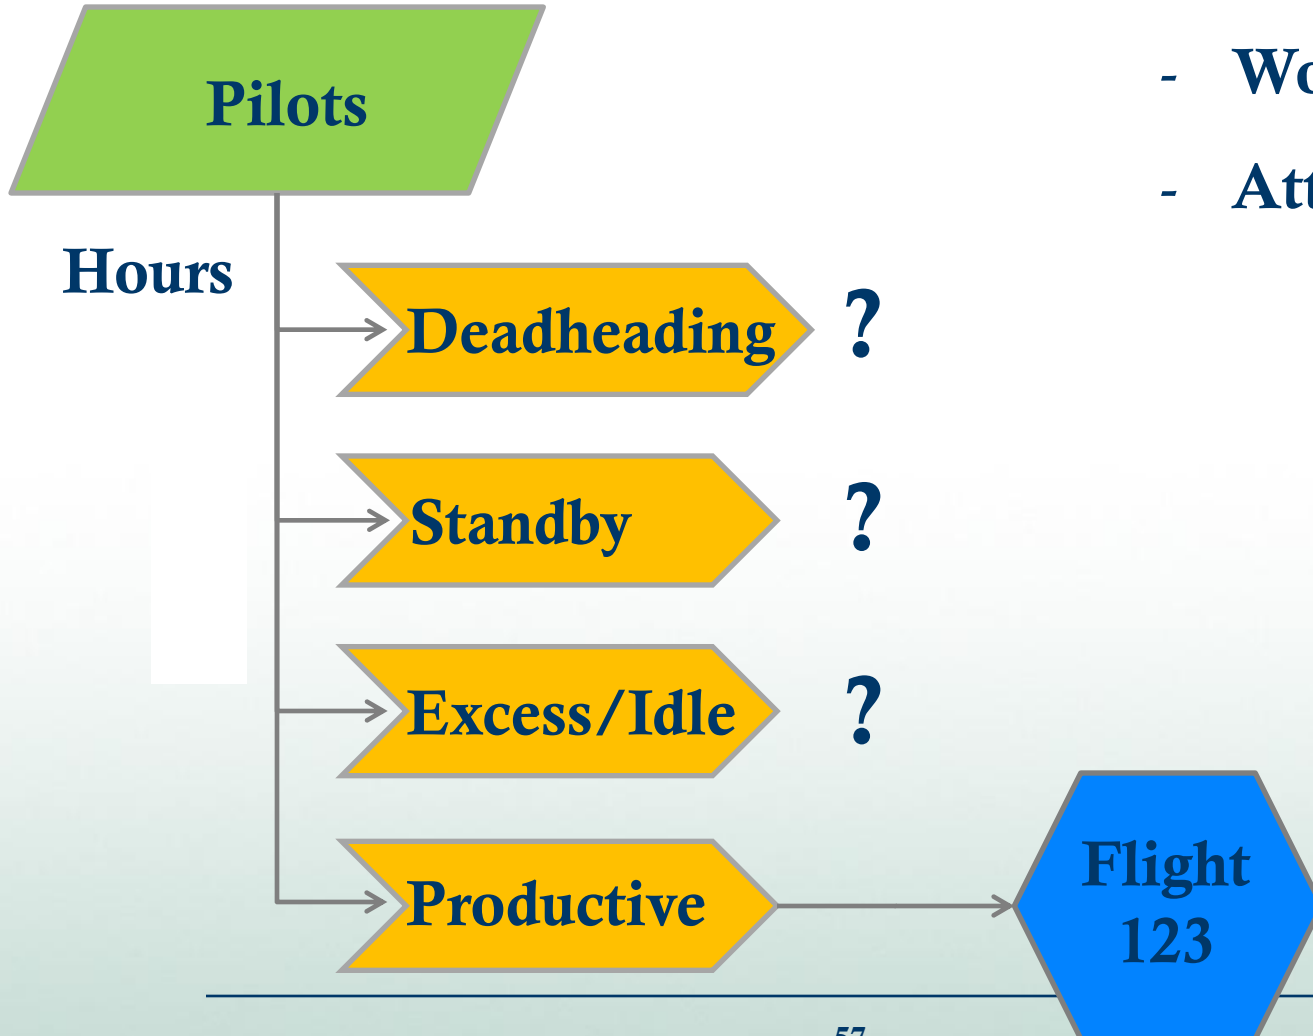 Pilots
Hours
Deadheading ?
Standby ?
Excess/Idle ?
Productive
Flight
123